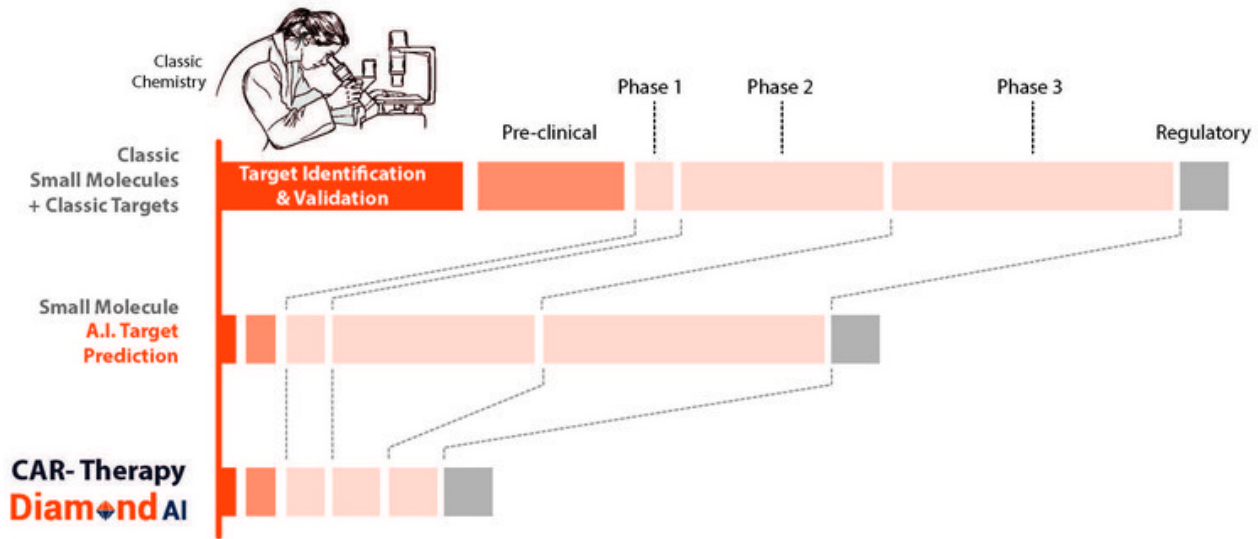 Classic
Chemistry
Phase 1
Phase 2
Phase 3
Pre-clinical
Regulatory
Classic
Small Molecules
+ Classic Targets
Target Identification
& Validation
Small Molecule
A.I. Target
Prediction
CAR- Therapy
Diamond AI